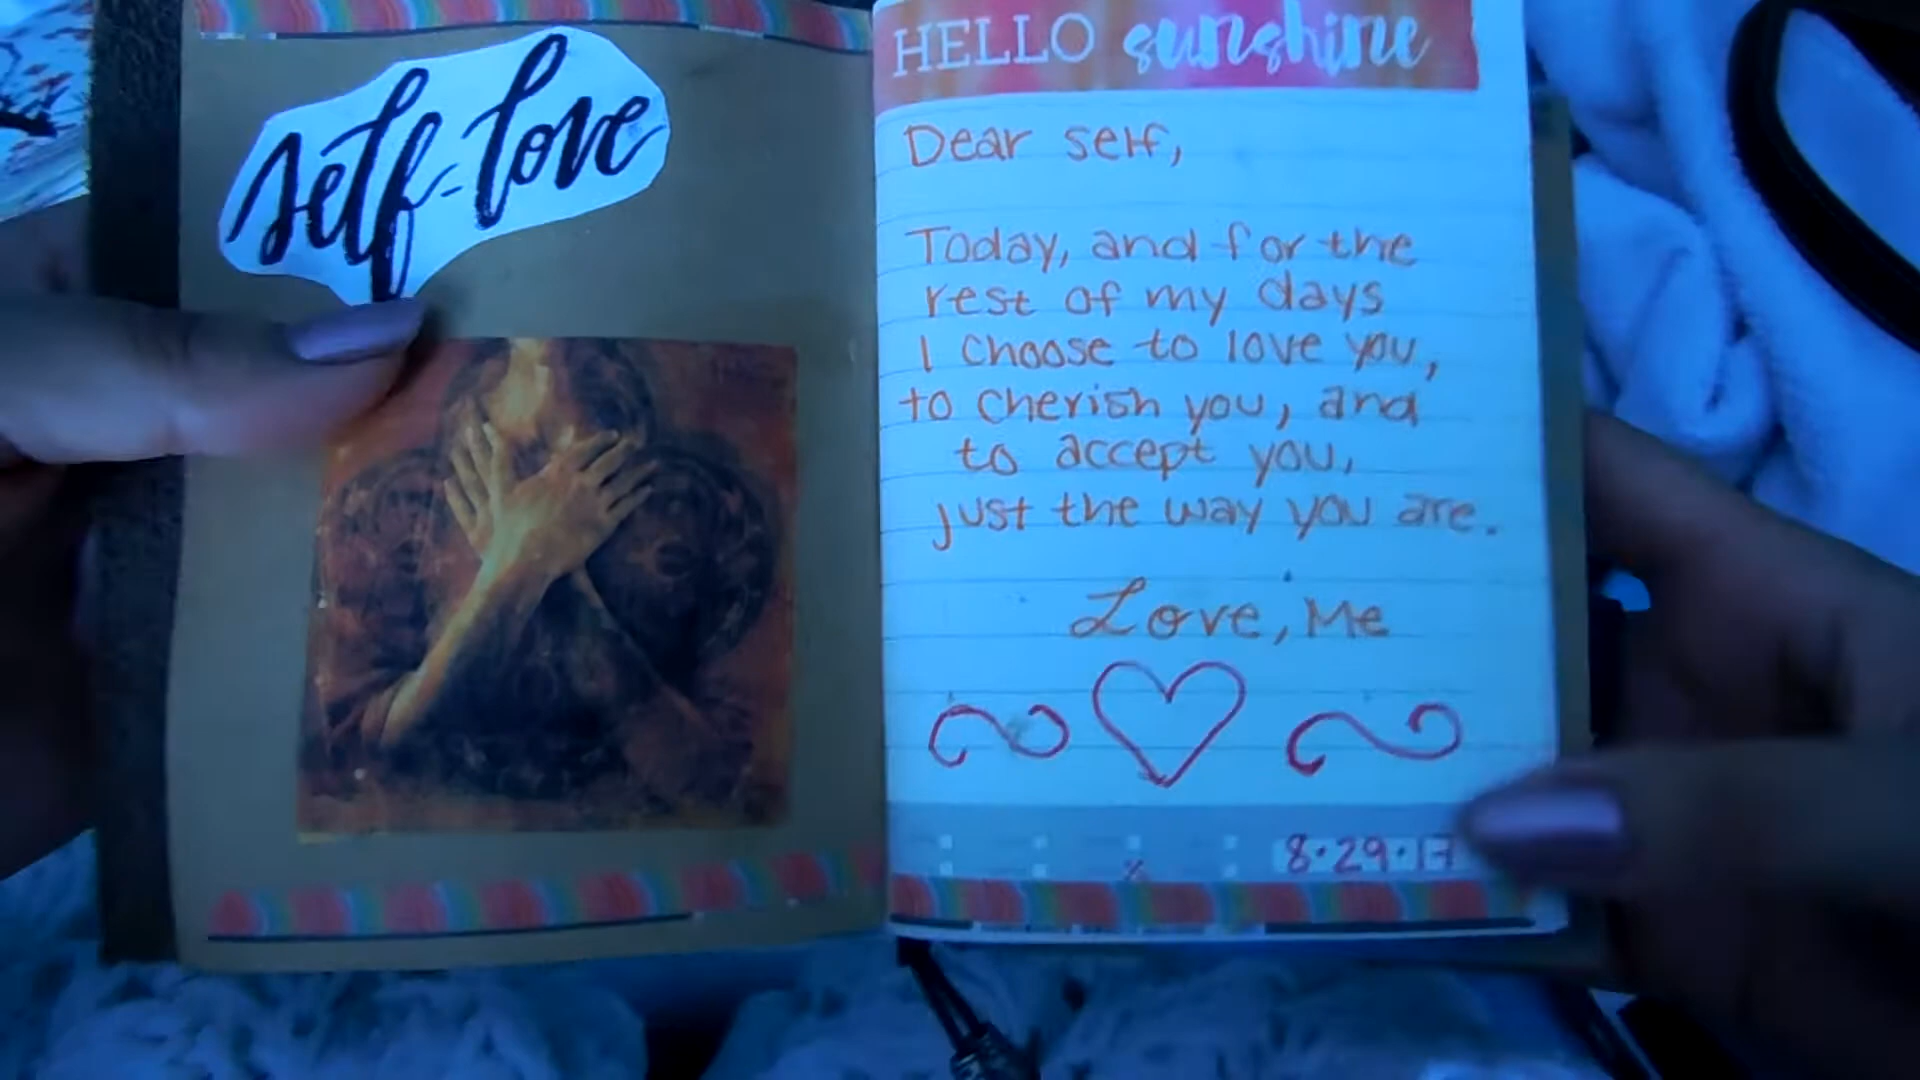 self-love
HELLO sunshine
Dear self,
Today, and for the
rest of my days
I choose to love you,
to cherish you, and
to accept you,
just the way you are.
Love, Me
8.29.17